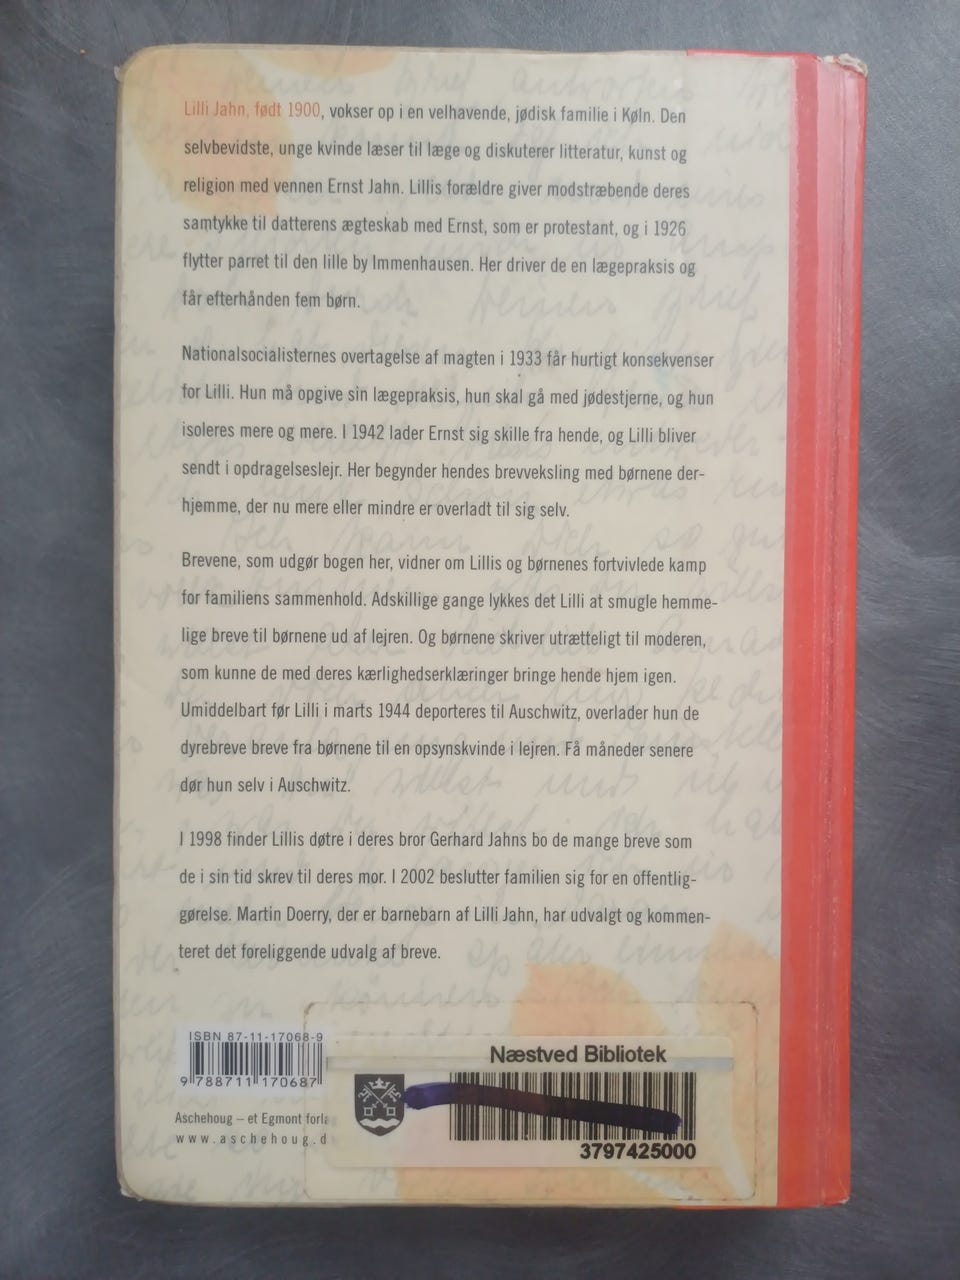 Lilli Jahn, født 1900, vokser op i en velhavende, jødisk familie i Køln. Den
selvbevidste, unge kvinde læser til læge og diskuterer litteratur, kunst og
religion med vennen Ernst Jahn. Lillis forældre giver modstræbende deres
samtykke til datterens ægteskab med Ernst, som er protestant, og i 1926
flytter parret til den lille by Immenhausen. Her driver de en lægepraksis og
får efterhånden fem børn.
Nationalsocialisternes overtagelse af magten i 1933 får hurtigt konsekvenser
for Lilli. Hun må opgive sin lægepraksis, hun skal gå med jødestjerne, og hun
isoleres mere og mere. I 1942 lader Ernst sig skille fra hende, og Lilli bliver
sendt i opdragelseslejr. Her begynder hendes brevveksling med børnene der-
hjemme, der nu mere eller mindre er overladt til sig selv.
Brevene, som udgør bogen her, vidner om Lillis og børnenes fortvivlede kamp
for familiens sammenhold. Adskillige gange lykkes det Lilli at smugle hemme-
lige breve til børnene ud af lejren. Og børnene skriver utrætteligt til moderen,
som kunne de med deres kærlighedserklæringer bringe hende hjem igen.
Umiddelbart før Lilli i marts 1944 deporteres til Auschwitz, overlader hun de
dyrebreve breve fra børnene til en opsynskvinde i lejren. Få måneder senere
dør hun selv i Auschwitz.
I 1998 finder Lillis døtre i deres bror Gerhard Jahns bo de mange breve som
de i sin tid skrev til deres mor. I 2002 beslutter familien sig for en offentlig-
gørelse. Martin Doerry, der er barnebarn af Lilli Jahn, har udvalgt og kommen-
teret det foreliggende udvalg af breve.
ISBN 87-11-17068-9
9 788711 170687
Aschehoug – et Egmont forla
www.aschehoug.d
Næstved Bibliotek
3797425000